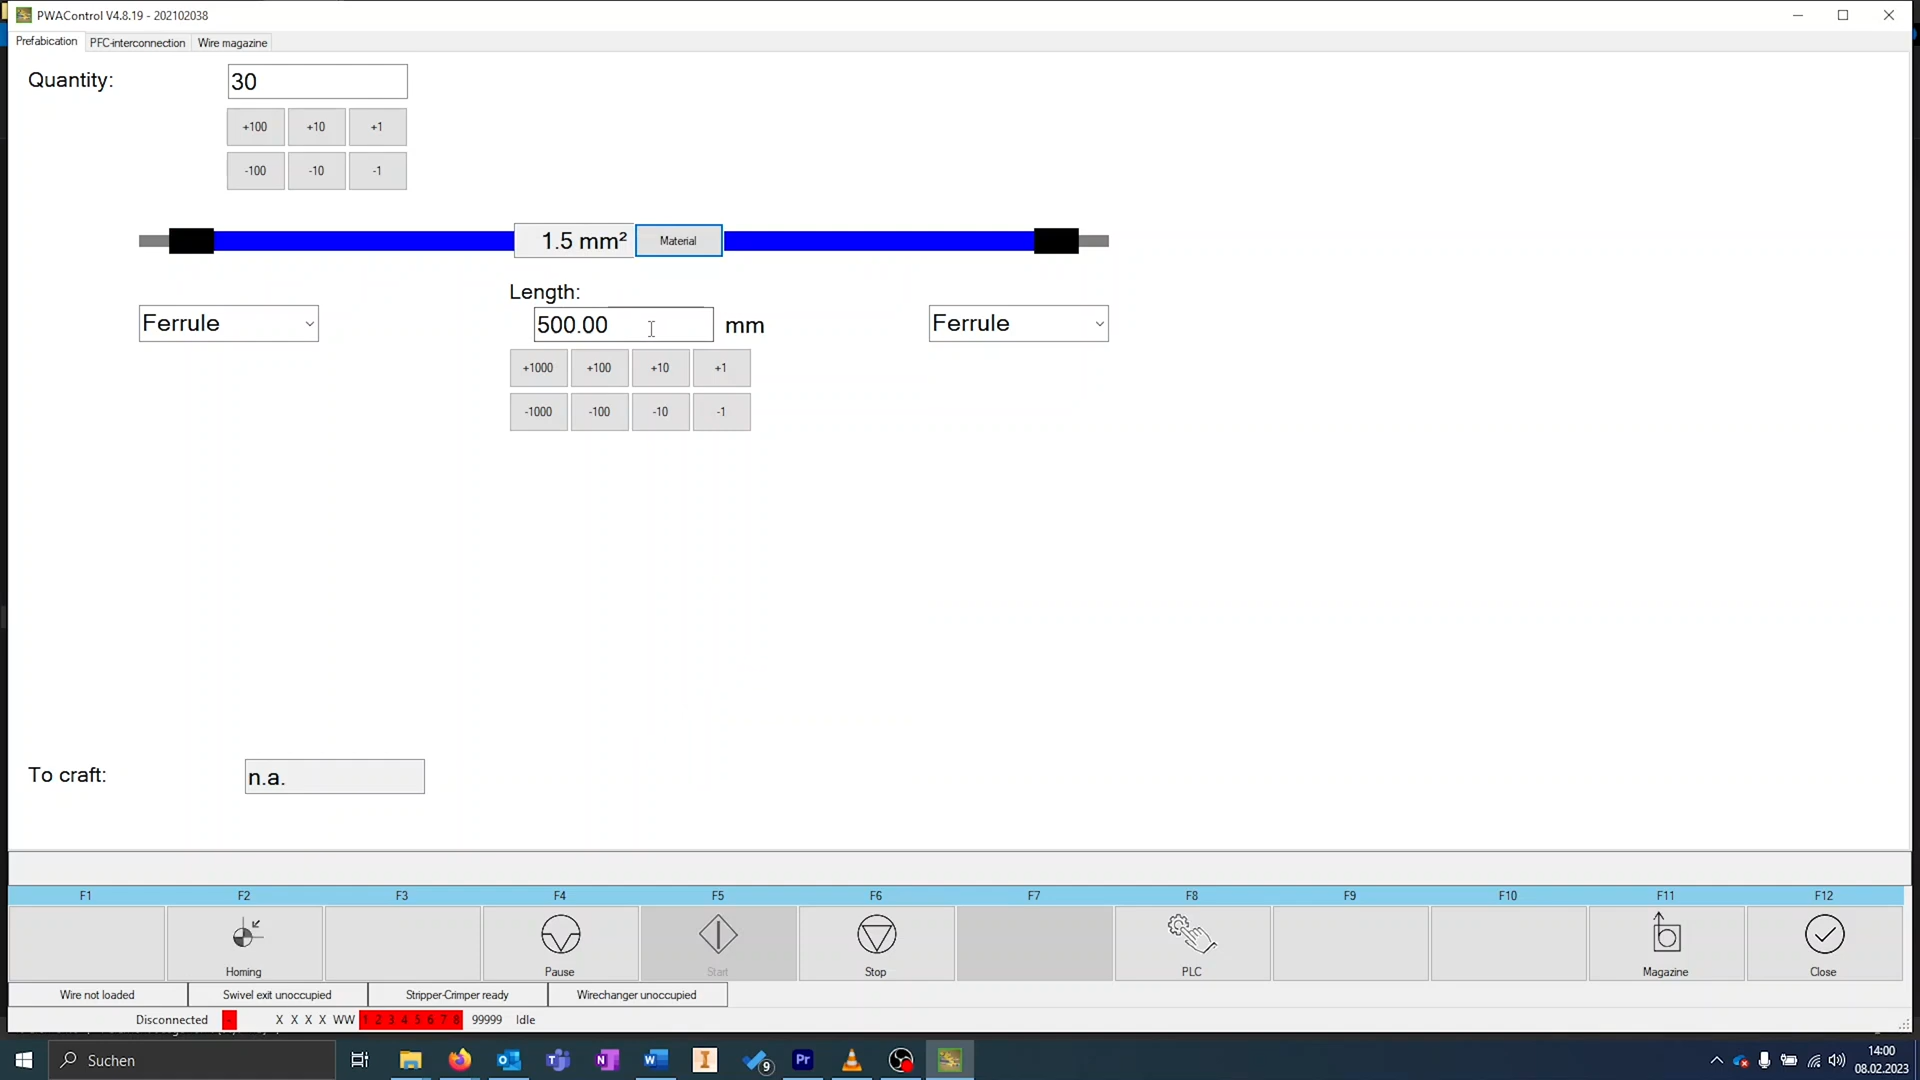 PWAControl V4.8.19 - 202102038
Prefabication PFC-interconnection Wire magazine
Quantity: 30
+100 +10 +1
-100 -10 -1
1.5 mm² Material
Length:
Ferrule 500.00 mm Ferrule
+1000 +100 +10 +1
-1000 -100 -10 -1
To craft: n.a.
F1 F2 F3 F4 F5 F6 F7 F8 F9 F10 F11 F12
Homing Pause Start Stop PLC Magazine Close
Wire not loaded Swivel exit unoccupied Stripper-Crimper ready Wirechanger unoccupied
Disconnected - X X X X WW 1 2 3 4 5 6 7 8 99999 Idle
Suchen 9 Pr 14:00
08.02.2023